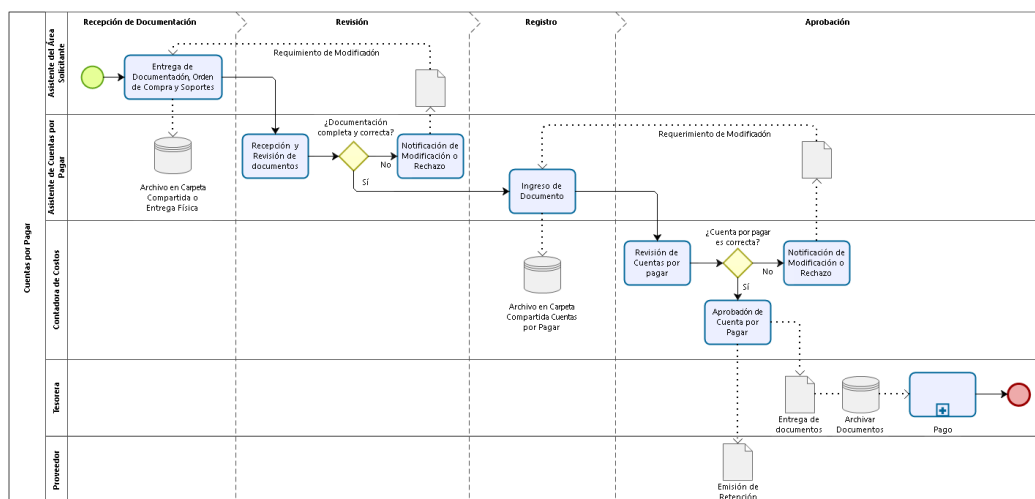 Recepción de Documentación
Revisión
Registro
Aprobación
Cuentas por Pagar
Asistente del Área
Solicitante
Entrega de
Documentación, Orden
de Compra y Soportes
Requimiento de Modificación
Asistente de Cuentas por
Pagar
Archivo en Carpeta
Compartida o
Entrega Física
Recepción y
Revisión de
documentos
¿Documentación
completa y correcta?
No
Sí
Notificación de
Modificación o
Rechazo
Ingreso de
Documento
Requerimiento de Modificación
Contadora de Costos
Archivo en Carpeta
Compartida Cuentas
por Pagar
Revisión de
Cuentas por
pagar
¿Cuenta por pagar
es correcta?
No
Sí
Notificación de
Modificación o
Rechazo
Aprobación de
Cuenta por
Pagar
Tesorera
Entrega de
documentos
Archivar
Documentos
Pago
Proveedor
Emisión de
Retención